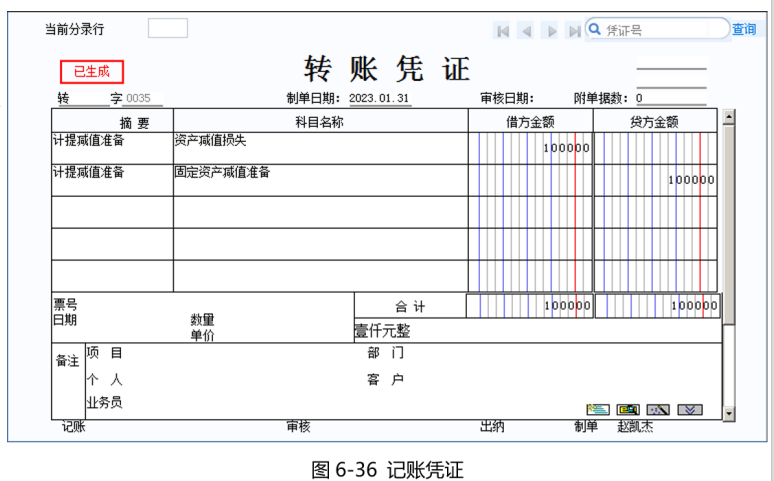 当前分录行 凭证号 查询
已生成 转 账 凭 证
转 字 0035 制单日期： 2023.01.31 审核日期： 附单据数： 0
摘 要 科目名称 借方金额 贷方金额
计提减值准备 资产减值损失 100000
计提减值准备 固定资产减值准备 100000
票号 合 计 100000 100000
日期 数量
单价 壹仟元整
备注 项 目 部 门
个 人 客 户
业务员
记账 审核 出纳 制单 赵凯杰
图 6-36 记账凭证